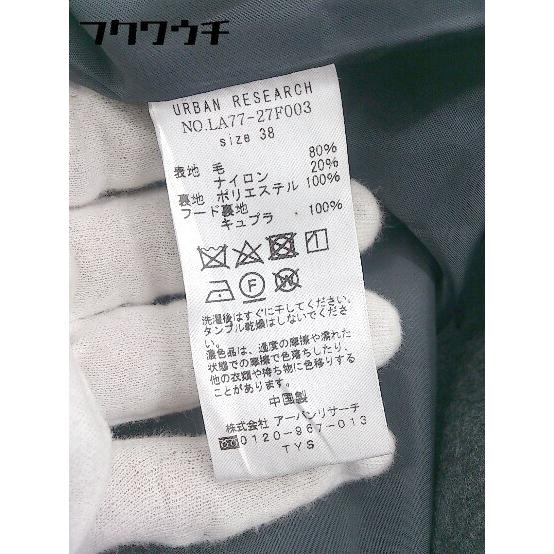 フクワウチ
URBAN RESEARCH
NO.LA77-27F003
size 38
表地 毛 80%
ナイロン 20%
裏地 ポリエステル 100%
フード裏地
キュプラ 100%
洗濯後はすぐに干してください。
タンブル乾燥はしないでくださ
い。
濃色品は、過度の摩擦や濡れた
状態での摩擦で色落ちしたり、
他の衣類や持ち物に色移りする
ことがあります。
中国製
株式会社 アーバンリサーチ
0120-967-013
TYS